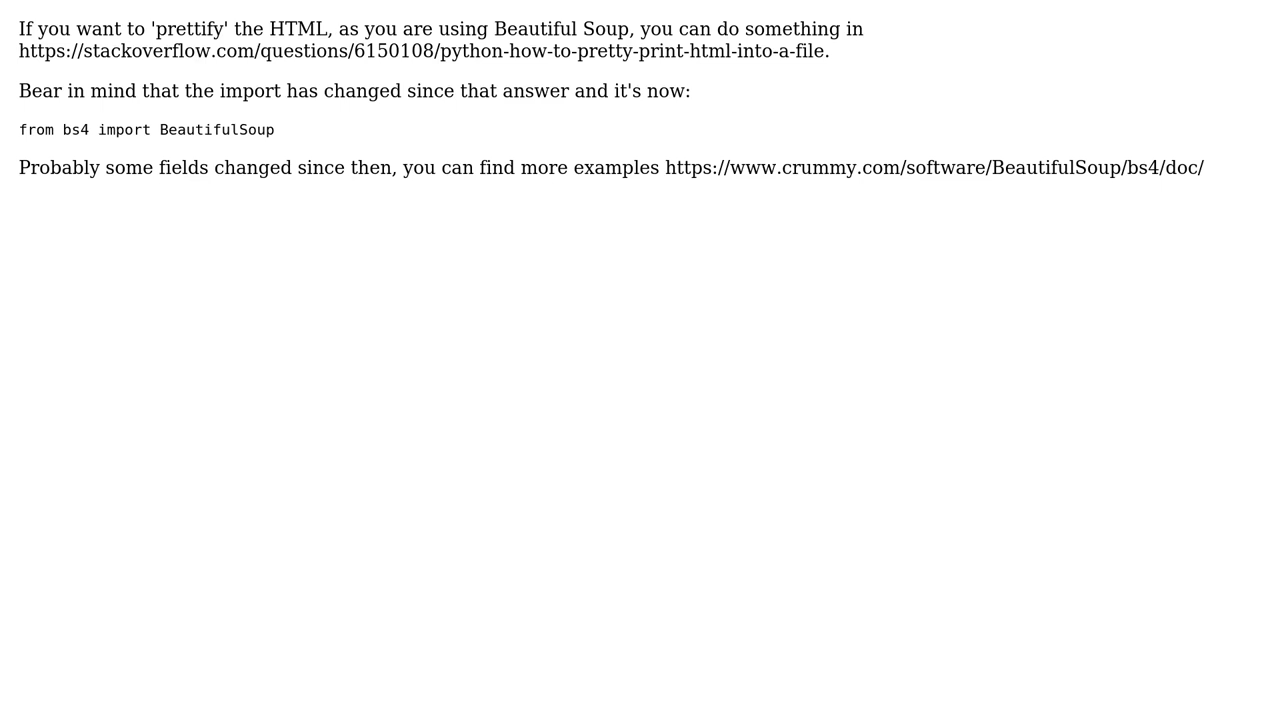 If you want to 'prettify' the HTML, as you are using Beautiful Soup, you can do something in
https://stackoverflow.com/questions/6150108/python-how-to-pretty-print-html-into-a-file.
Bear in mind that the import has changed since that answer and it's now:
from bs4 import BeautifulSoup
Probably some fields changed since then, you can find more examples https://www.crummy.com/software/BeautifulSoup/bs4/doc/